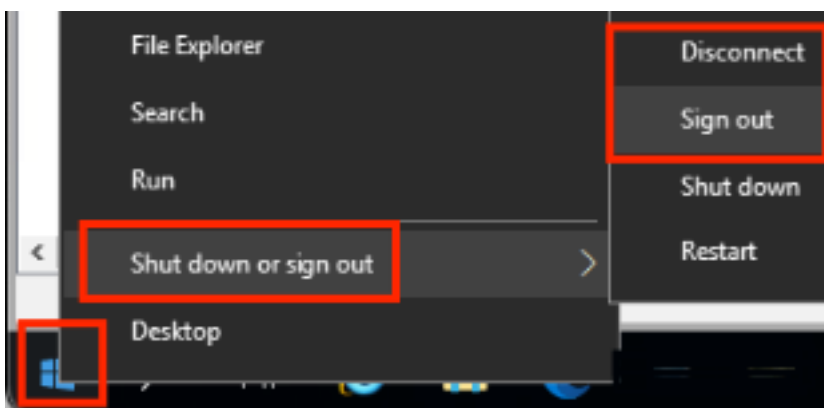 File Explorer
Search
Run
Shut down or sign out
Desktop
Disconnect
Sign out
Shut down
Restart